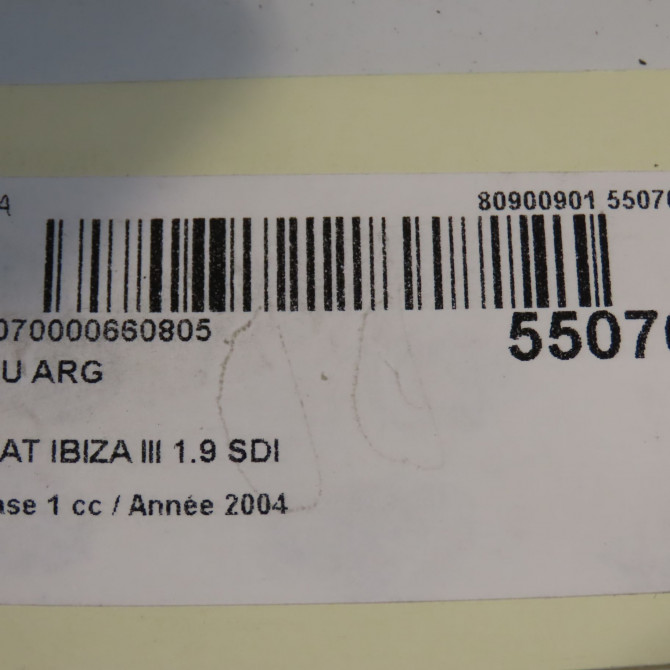 A 80900901 5507
070000660805
5507
U ARG
AT IBIZA III 1.9 SDI
ase 1 cc / Année 2004